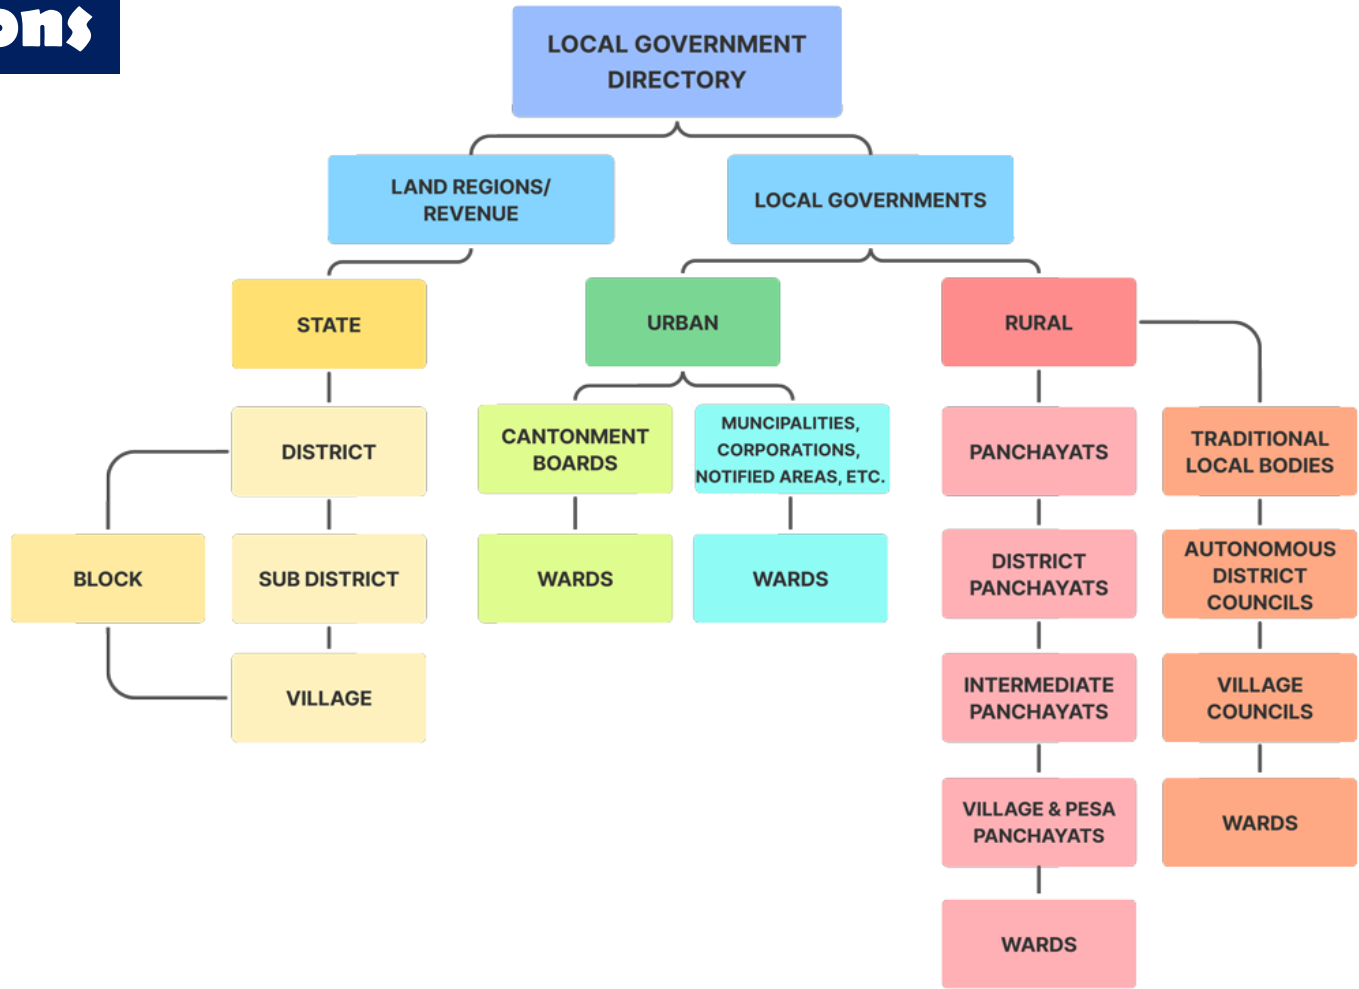 ons
LOCAL GOVERNMENT
DIRECTORY
LAND REGIONS/
REVENUE
LOCAL GOVERNMENTS
STATE
URBAN
RURAL
DISTRICT
CANTONMENT
BOARDS
MUNCIPALITIES,
CORPORATIONS,
NOTIFIED AREAS, ETC.
PANCHAYATS
TRADITIONAL
LOCAL BODIES
BLOCK
SUB DISTRICT
WARDS
WARDS
DISTRICT
PANCHAYATS
AUTONOMOUS
DISTRICT
COUNCILS
VILLAGE
INTERMEDIATE
PANCHAYATS
VILLAGE
COUNCILS
VILLAGE & PESA
PANCHAYATS
WARDS
WARDS